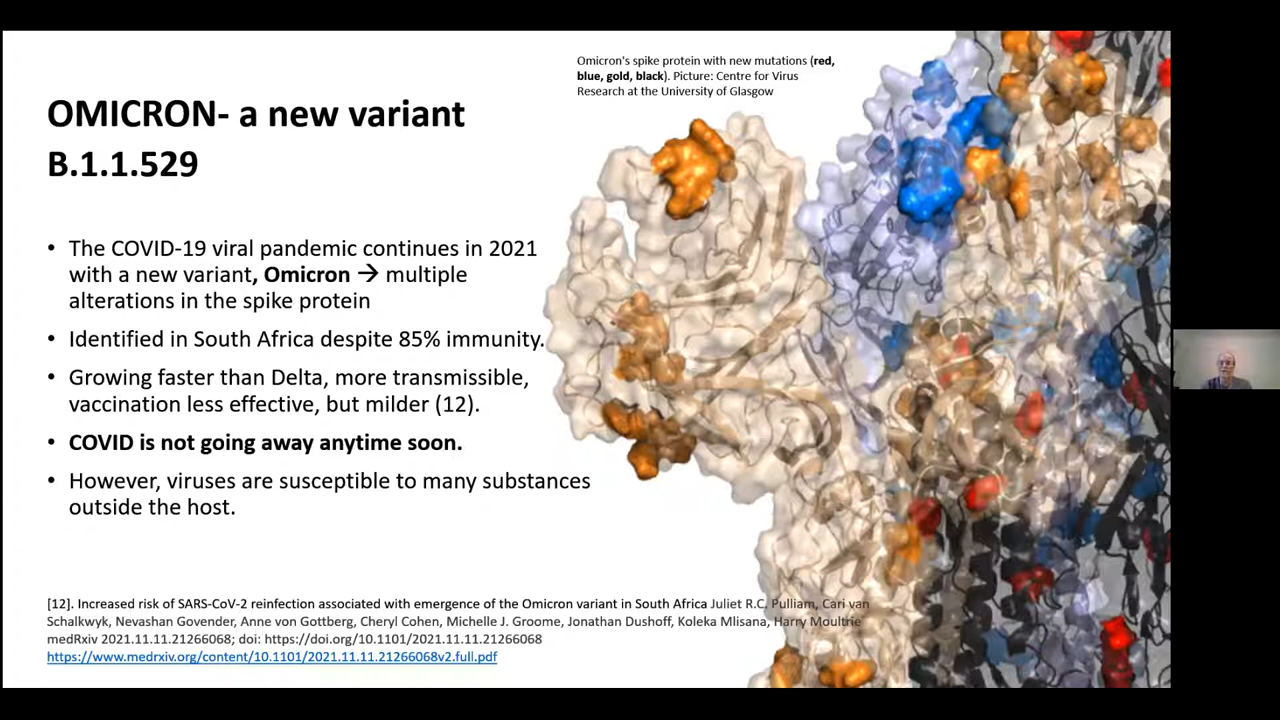 Omicron's spike protein with new mutations (red,
blue, gold, black). Picture: Centre for Virus
Research at the University of Glasgow
OMICRON- a new variant
B.1.1.529
• The COVID-19 viral pandemic continues in 2021
with a new variant, Omicron → multiple
alterations in the spike protein
• Identified in South Africa despite 85% immunity.
• Growing faster than Delta, more transmissible,
vaccination less effective, but milder (12).
• COVID is not going away anytime soon.
• However, viruses are susceptible to many substances
outside the host.
[12]. Increased risk of SARS-CoV-2 reinfection associated with emergence of the Omicron variant in South Africa Juliet R.C. Pulliam, Cari van
Schalkwyk, Nevashan Govender, Anne von Gottberg, Cheryl Cohen, Michelle J. Groome, Jonathan Dushoff, Koleka Mlisana, Harry Moultrie
medRxiv 2021.11.11.21266068; doi: https://doi.org/10.1101/2021.11.11.21266068
https://www.medrxiv.org/content/10.1101/2021.11.11.21266068v2.full.pdf